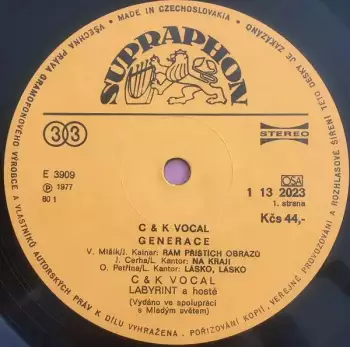 VŠECHNA PRÁVA GRAMOFONOVÉHO VÝROBCE A VLASTNÍKŮ AUTORSKÝCH PRÁV K DÍLU VYHRAŽENA. POŘIZOVÁNÍ KOPIÍ, VEŘEJNÉ PROVOZOVÁNÍ A ROZHLASOVÉ ŠÍŘENÍ TÉTO DESKY JE ZAKÁZÁNO
MADE IN CZECHOSLOVAKIA
SUPRAPHON
33
STEREO
E 3909
Ⓟ 1977
80 1
OSA
1 13 2023
1. strana
Kčs 44,-
C & K VOCAL
GENERACE
V. Mišík/J. Kainar: RÁM PŘÍŠTÍCH OBRAZŮ
J. Cerha/L. Kantor: NA KRAJI
O. Petřina/L. Kantor: LÁSKO, LÁSKO
C & K VOCAL
LABYRINT a hosté
(Vydáno ve spolupráci
s Mladým světem)